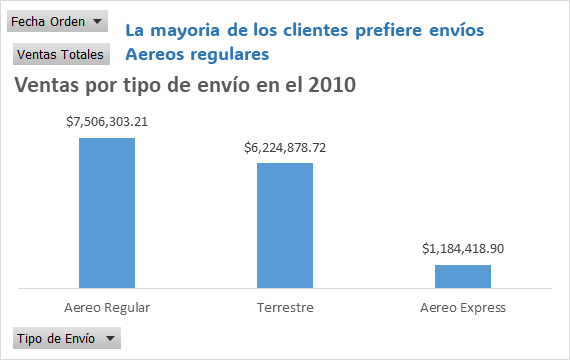 Fecha Orden
La mayoria de los clientes prefiere envíos
Aereos regulares
Ventas Totales
Ventas por tipo de envío en el 2010
$7,506,303.21
$6,224,878.72
$1,184,418.90
Aereo Regular
Terrestre
Aereo Express
Tipo de Envío